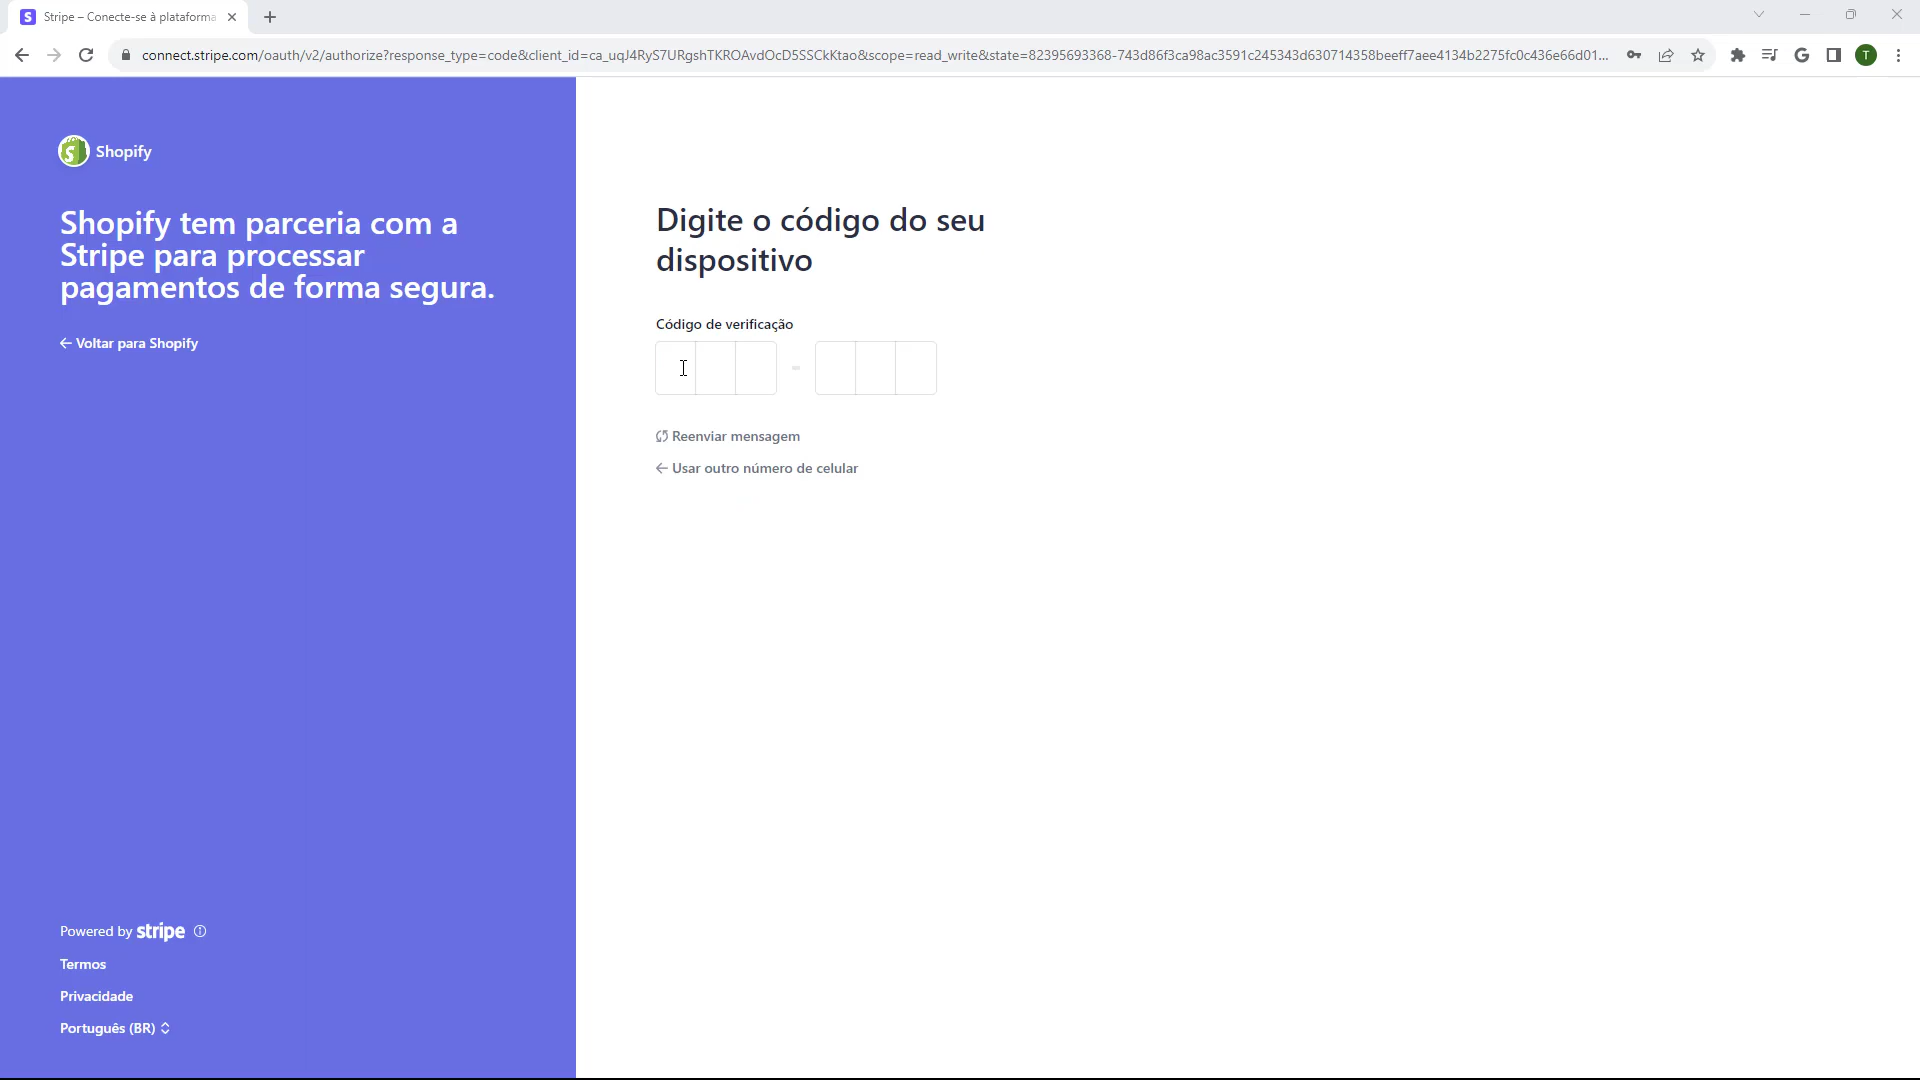 Stripe – Conecte-se à plataforma
connect.stripe.com/oauth/v2/authorize?response_type=code&client_id=ca_uqJ4RyS7URgshTKROAvdOcD5SSCkKtao&scope=read_write&state=82395693368-743d86f3ca98ac3591c245343d630714358beeff7aee4134b2275fc0c436e66d01...
T
Shopify
Shopify tem parceria com a
Stripe para processar
pagamentos de forma segura.
Voltar para Shopify
Digite o código do seu
dispositivo
Código de verificação
Reenviar mensagem
Usar outro número de celular
Powered by stripe
Termos
Privacidade
Português (BR)